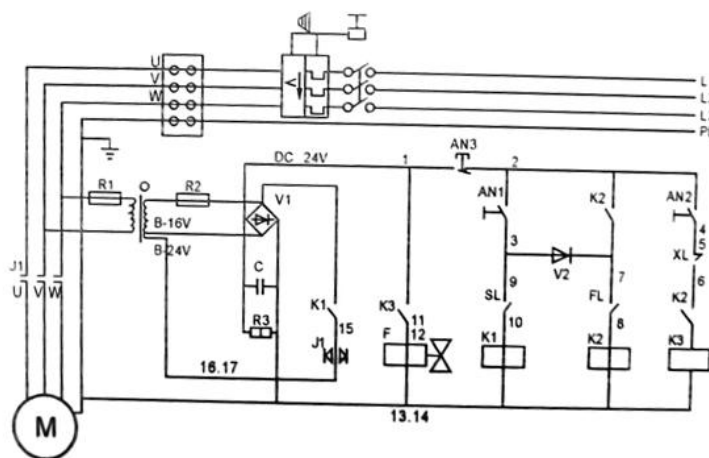 U
V
W
L
L
L
PE
A
DC 24V
1
AN3
2
R1
R2
V1
AN1
K2
AN2
4
5
B-16V
B-24V
3
XL
6
J1
U V W
C
9
V2
7
SL
FL
K2
K1
K3
11
R3
15
12
10
8
J1
F
K1
K2
K3
16.17
M
13.14